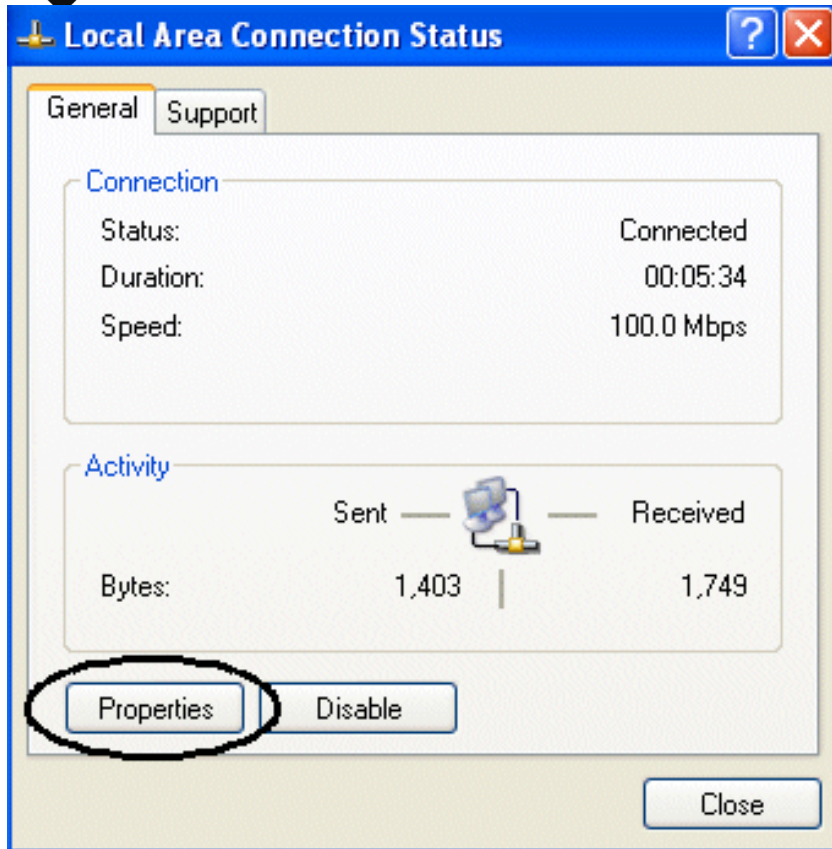 Local Area Connection Status
General Support
Connection
Status: Connected
Duration: 00:05:34
Speed: 100.0 Mbps
Activity
Sent Received
Bytes: 1,403 1,749
Properties Disable
Close